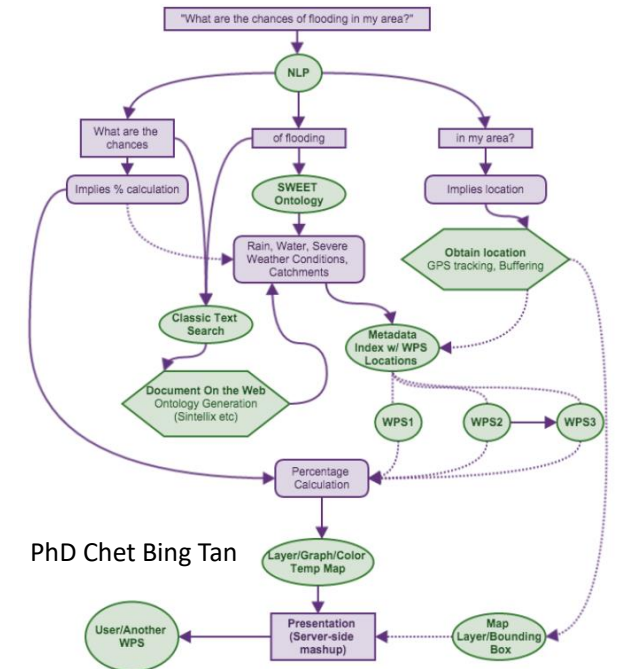 "What are the chances of flooding in my area?"
NLP
What are the
chances
of flooding
in my area?
Implies % calculation
SWEET
Ontology
Implies location
Rain, Water, Severe
Weather Conditions,
Catchments
Obtain location
GPS tracking, Buffering
Classic Text
Search
Metadata
Index w/ WPS
Locations
Document On the Web
Ontology Generation
(Sintellix etc)
WPS1
WPS2
WPS3
Percentage
Calculation
PhD Chet Bing Tan
Layer/Graph/Color
Temp Map
User/Another
WPS
Presentation
(Server-side
mashup)
Map
Layer/Bounding
Box